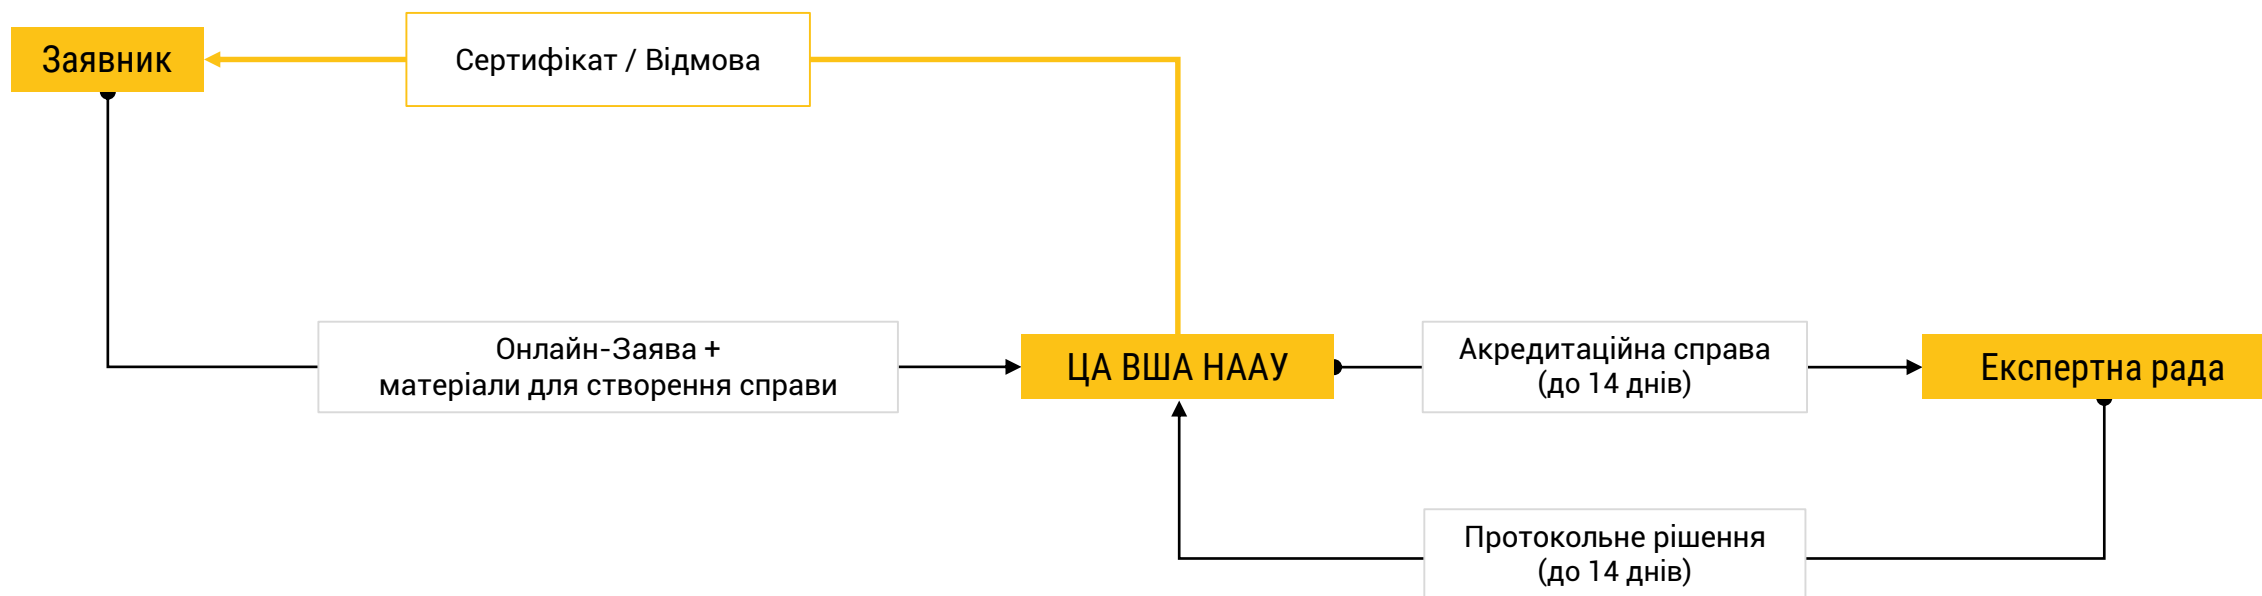 Заявник
Сертифікат / Відмова
Онлайн-Заява +
матеріали для створення справи
ЦА ВША НААУ
Акредитаційна справа
(до 14 днів)
Експертна рада
Протокольне рішення
(до 14 днів)